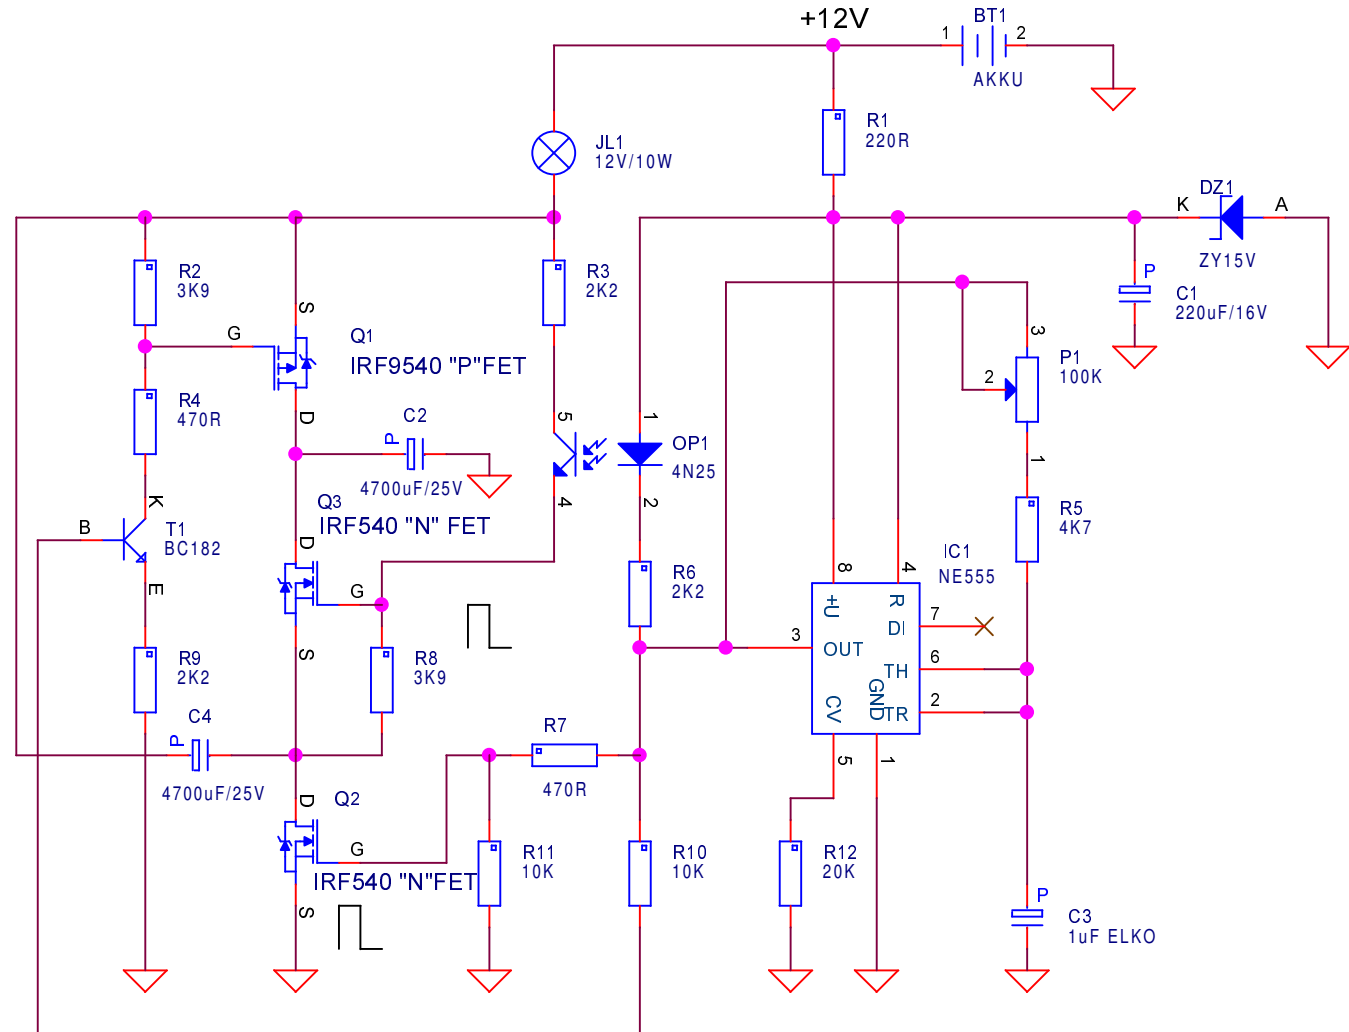 +12V
BT1
1
2
AKKU
R1
220R
JL1
12V/10W
DZ1
K
A
ZY15V
R2
3K9
R3
2K2
P
C1
220uF/16V
S
G
Q1
IRF9540 "P"FET
3
P1
100K
2
1
R4
470R
D
C2
P
4700uF/25V
5
4
1
OP1
4N25
2
K
B
T1
BC182
E
Q3
IRF540 "N" FET
D
G
S
R5
4K7
IC1
NE555
R6
2K2
8
4
+U
R
DI
7
3
OUT
TH
6
CV
GND
TR
2
5
1
R9
2K2
R8
3K9
C4
P
4700uF/25V
R7
470R
D
Q2
G
IRF540 "N"FET
S
R11
10K
R10
10K
R12
20K
P
C3
1uF ELKO